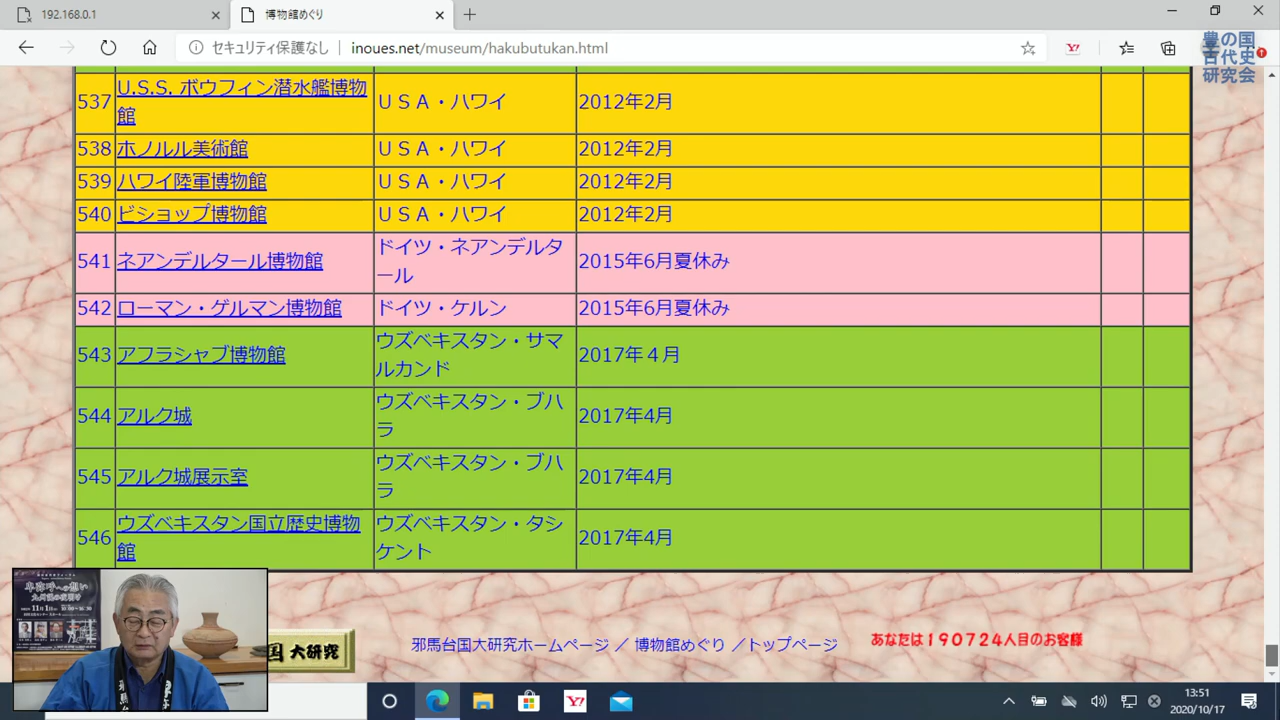 192.168.0.1
博物館めぐり
セキュリティ保護なし
inoues.net/museum/hakubutukan.html
豊の国
古代史
研究会
537 U.S.S. ボウフィン潜水艦博物館 ＵＳＡ・ハワイ 2012年2月
538 ホノルル美術館 ＵＳＡ・ハワイ 2012年2月
539 ハワイ陸軍博物館 ＵＳＡ・ハワイ 2012年2月
540 ビショップ博物館 ＵＳＡ・ハワイ 2012年2月
541 ネアンデルタール博物館 ドイツ・ネアンデルタール 2015年6月夏休み
542 ローマン・ゲルマン博物館 ドイツ・ケルン 2015年6月夏休み
543 アフラシャブ博物館 ウズベキスタン・サマルカンド 2017年４月
544 アルク城 ウズベキスタン・ブハラ 2017年4月
545 アルク城展示室 ウズベキスタン・ブハラ 2017年4月
546 ウズベキスタン国立歴史博物館 ウズベキスタン・タシケント 2017年4月
卑弥呼への想い
11月1日
国 大研究
邪馬台国大研究ホームページ ／ 博物館めぐり ／トップページ
あなたは190724人目のお客様
13:51
2020/10/17